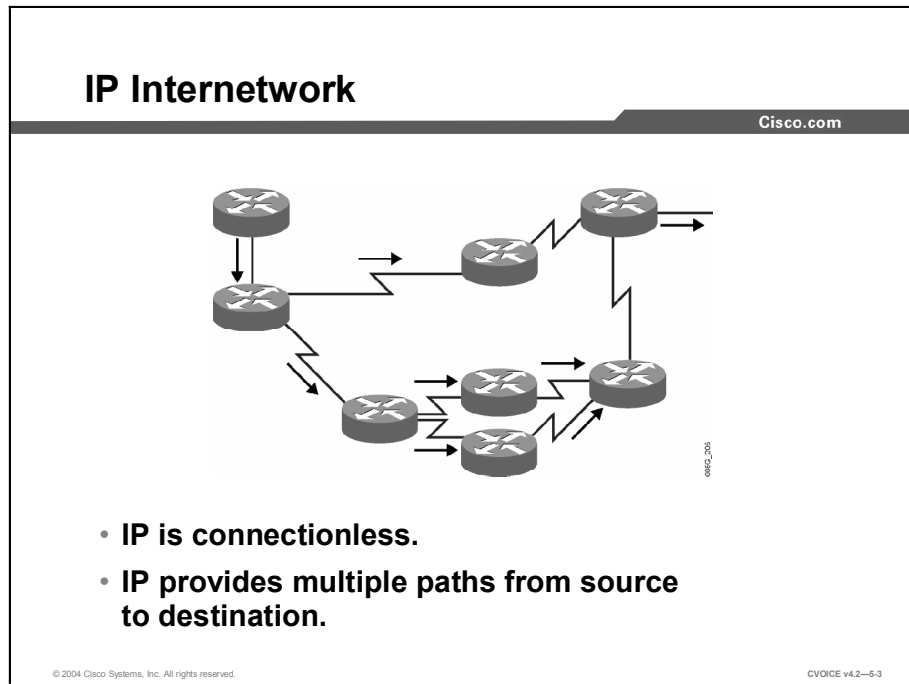 IP Internetwork
Cisco.com
006G_205
• IP is connectionless.
• IP provides multiple paths from source
to destination.
© 2004 Cisco Systems, Inc. All rights reserved.
CVOICE v4.2—5-3